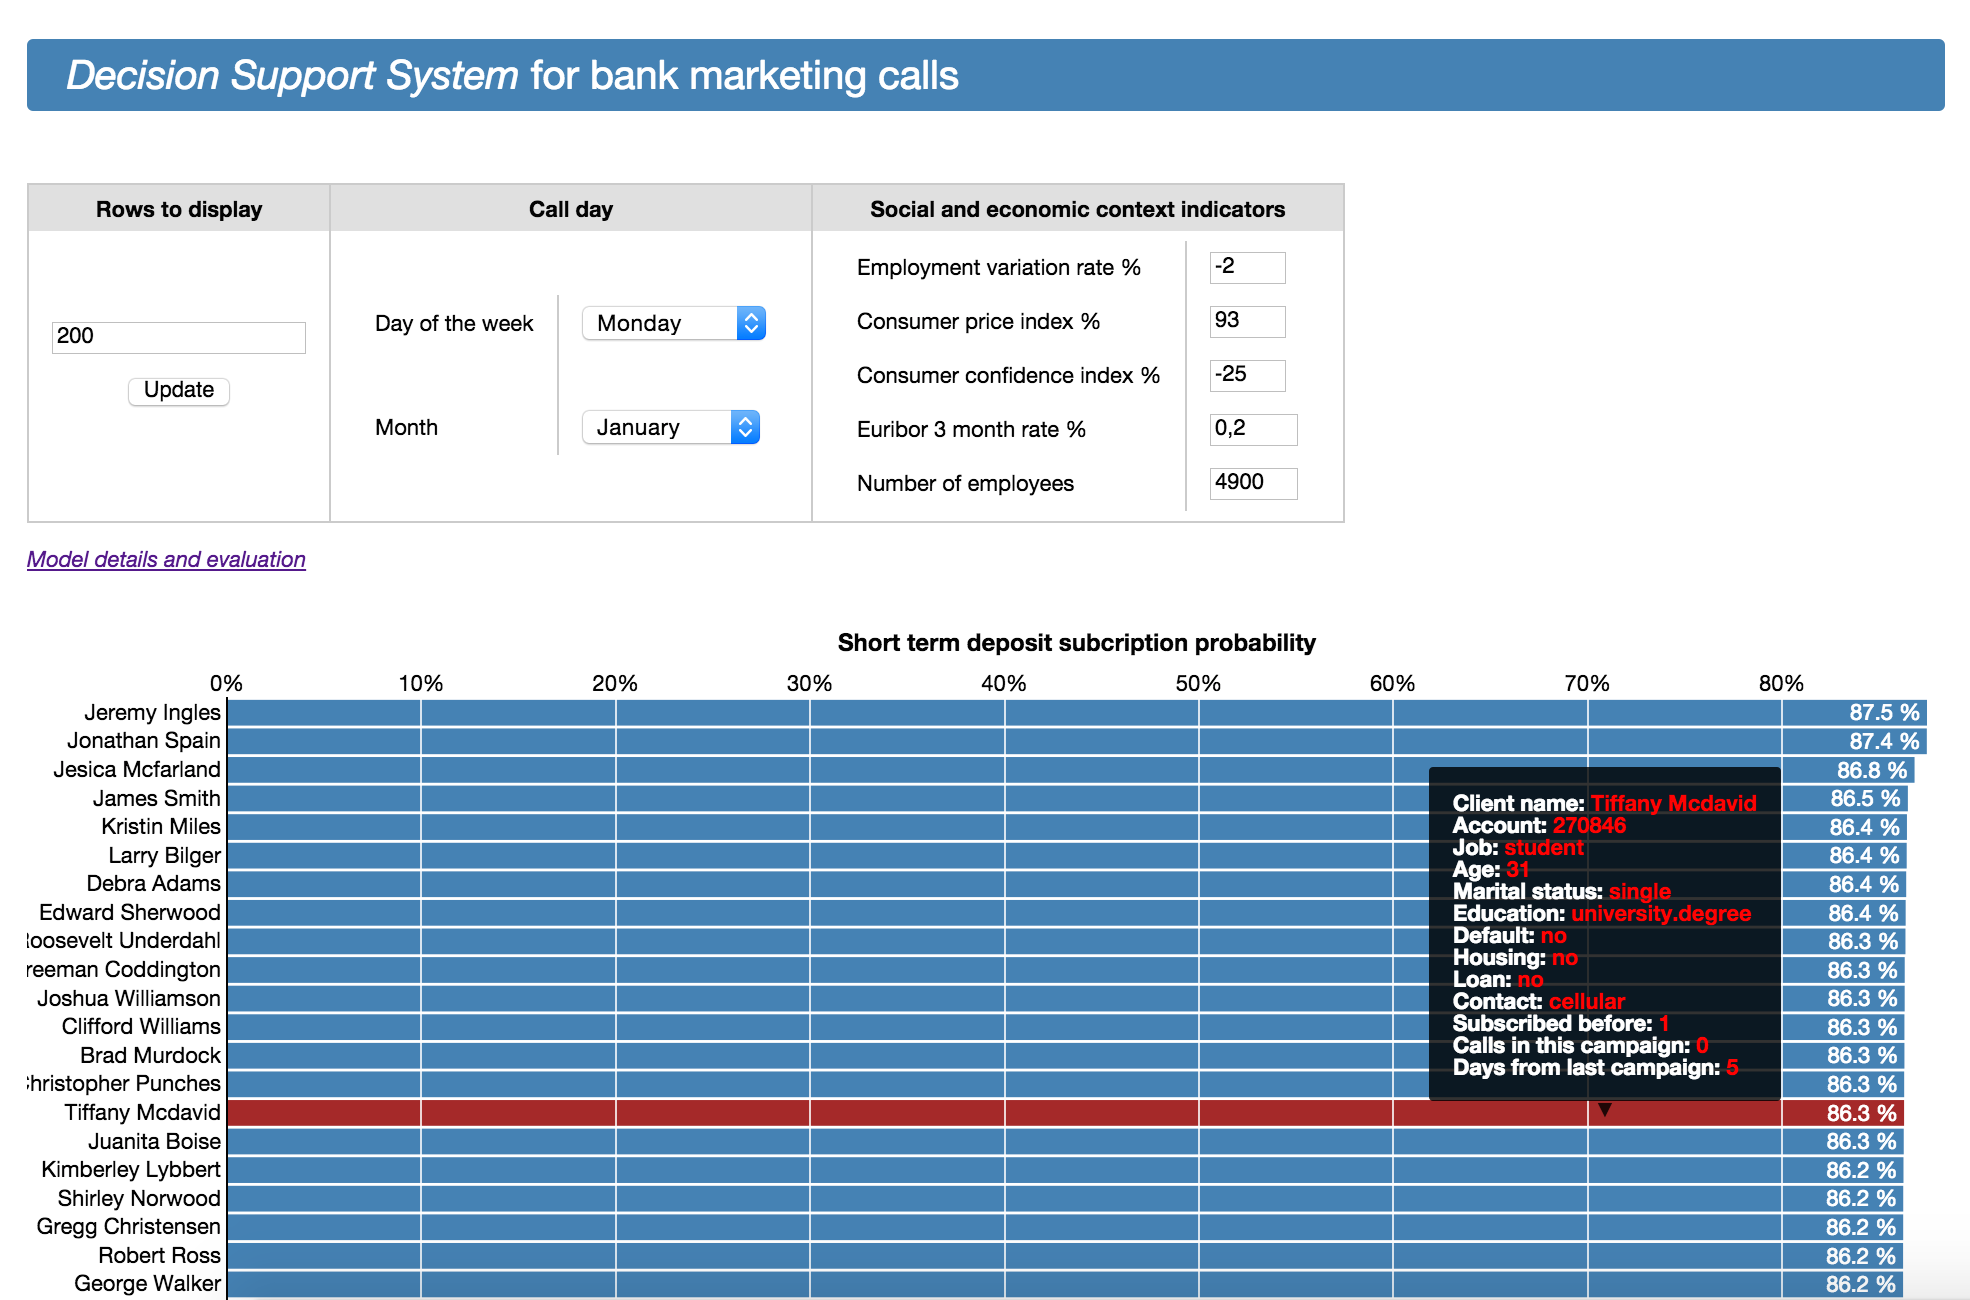 Decision Support System for bank marketing calls
Rows to display
Call day
Social and economic context indicators
200
Update
Day of the week
Monday
Month
January
Employment variation rate %
-2
Consumer price index %
93
Consumer confidence index %
-25
Euribor 3 month rate %
0,2
Number of employees
4900
Model details and evaluation
Short term deposit subcription probability
0% 10% 20% 30% 40% 50% 60% 70% 80%
Jeremy Ingles 87.5 %
Jonathan Spain 87.4 %
Jesica Mcfarland 86.8 %
James Smith 86.5 %
Kristin Miles 86.4 %
Larry Bilger 86.4 %
Debra Adams 86.4 %
Edward Sherwood 86.4 %
Underdahl 86.3 %
Coddington 86.3 %
Joshua Williamson 86.3 %
Clifford Williams 86.3 %
Brad Murdock 86.3 %
Punches 86.3 %
Tiffany Mcdavid 86.3 %
Juanita Boise 86.3 %
Kimberley Lybbert 86.2 %
Shirley Norwood 86.2 %
Gregg Christensen 86.2 %
Robert Ross 86.2 %
George Walker 86.2 %
Client name: Tiffany Mcdavid
Account: 270846
Job: student
Age: 31
Marital status: single
Education: university.degree
Default: no
Housing: no
Loan: no
Contact: cellular
Subscribed before: 1
Calls in this campaign: 0
Days from last campaign: 5